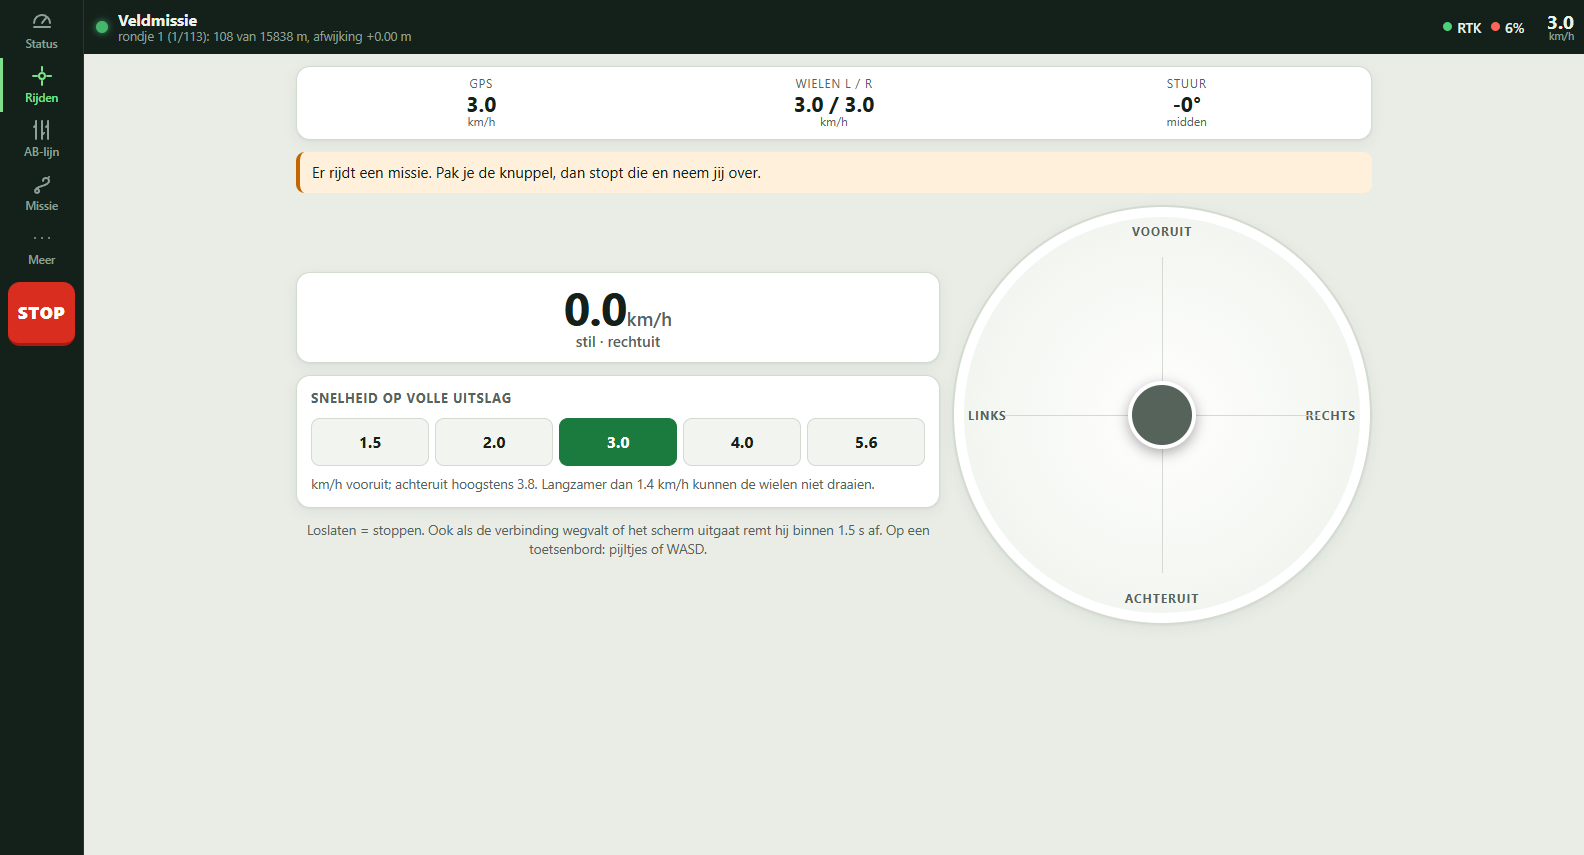 Status
Rijden
AB-lijn
Missie
Meer
STOP
Veldmissie
rondje 1 (1/113): 108 van 15838 m, afwijking +0.00 m
RTK
6%
3.0
km/h
GPS
3.0
km/h
WIELEN L / R
3.0 / 3.0
km/h
STUUR
-0°
midden
Er rijdt een missie. Pak je de knuppel, dan stopt die en neem jij over.
0.0km/h
stil · rechtuit
SNELHEID OP VOLLE UITSLAG
1.5
2.0
3.0
4.0
5.6
km/h vooruit; achteruit hoogstens 3.8. Langzamer dan 1.4 km/h kunnen de wielen niet draaien.
Loslaten = stoppen. Ook als de verbinding wegvalt of het scherm uitgaat remt hij binnen 1.5 s af. Op een
toetsenbord: pijltjes of WASD.
VOORUIT
LINKS
RECHTS
ACHTERUIT